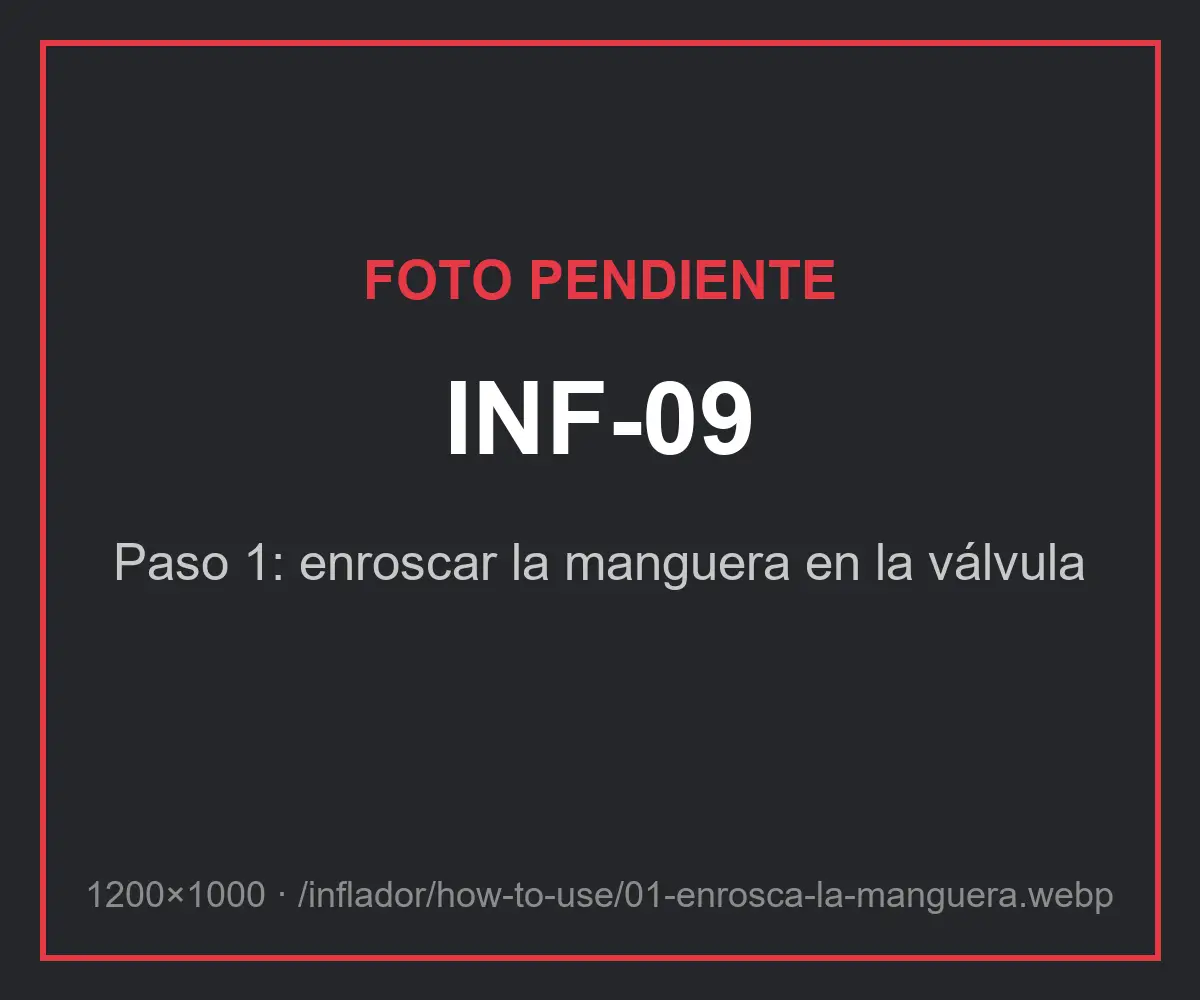 FOTO PENDIENTE
INF-09
Paso 1: enroscar la manguera en la válvula
1200×1000 · /inflador/how-to-use/01-enrosca-la-manguera.webp